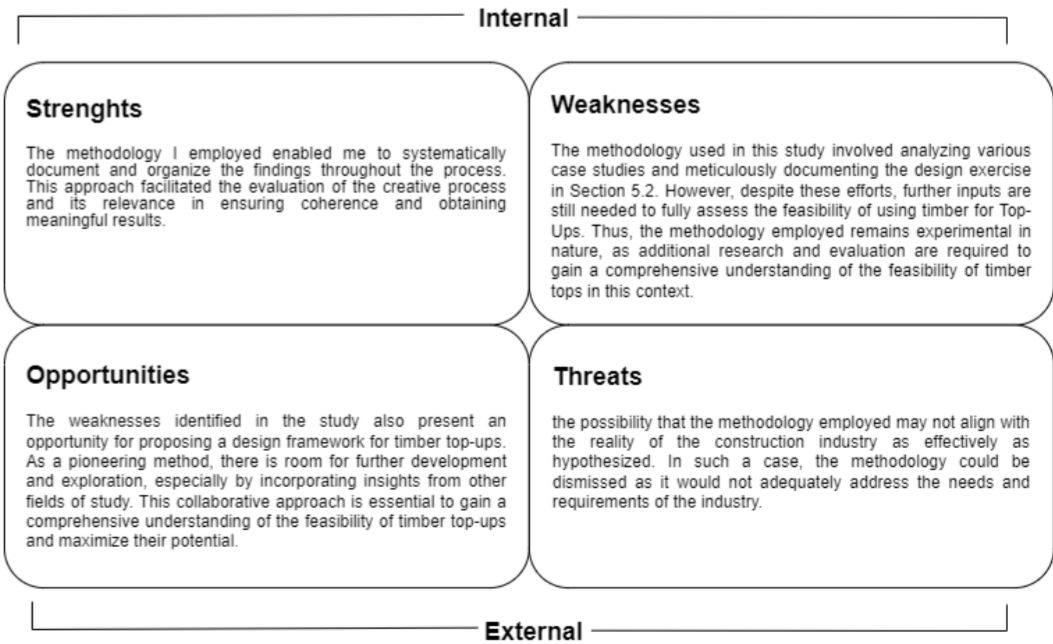 Internal
Strenghts
The methodology I employed enabled me to systematically
document and organize the findings throughout the process.
This approach facilitated the evaluation of the creative process
and its relevance in ensuring coherence and obtaining
meaningful results.
Weaknesses
The methodology used in this study involved analyzing various
case studies and meticulously documenting the design exercise
in Section 5.2. However, despite these efforts, further inputs are
still needed to fully assess the feasibility of using timber for Top-
Ups. Thus, the methodology employed remains experimental in
nature, as additional research and evaluation are required to
gain a comprehensive understanding of the feasibility of timber
tops in this context.
Opportunities
The weaknesses identified in the study also present an
opportunity for proposing a design framework for timber top-ups.
As a pioneering method, there is room for further development
and exploration, especially by incorporating insights from other
fields of study. This collaborative approach is essential to gain a
comprehensive understanding of the feasibility of timber top-ups
and maximize their potential.
Threats
the possibility that the methodology employed may not align with
the reality of the construction industry as effectively as
hypothesized. In such a case, the methodology could be
dismissed as it would not adequately address the needs and
requirements of the industry.
External